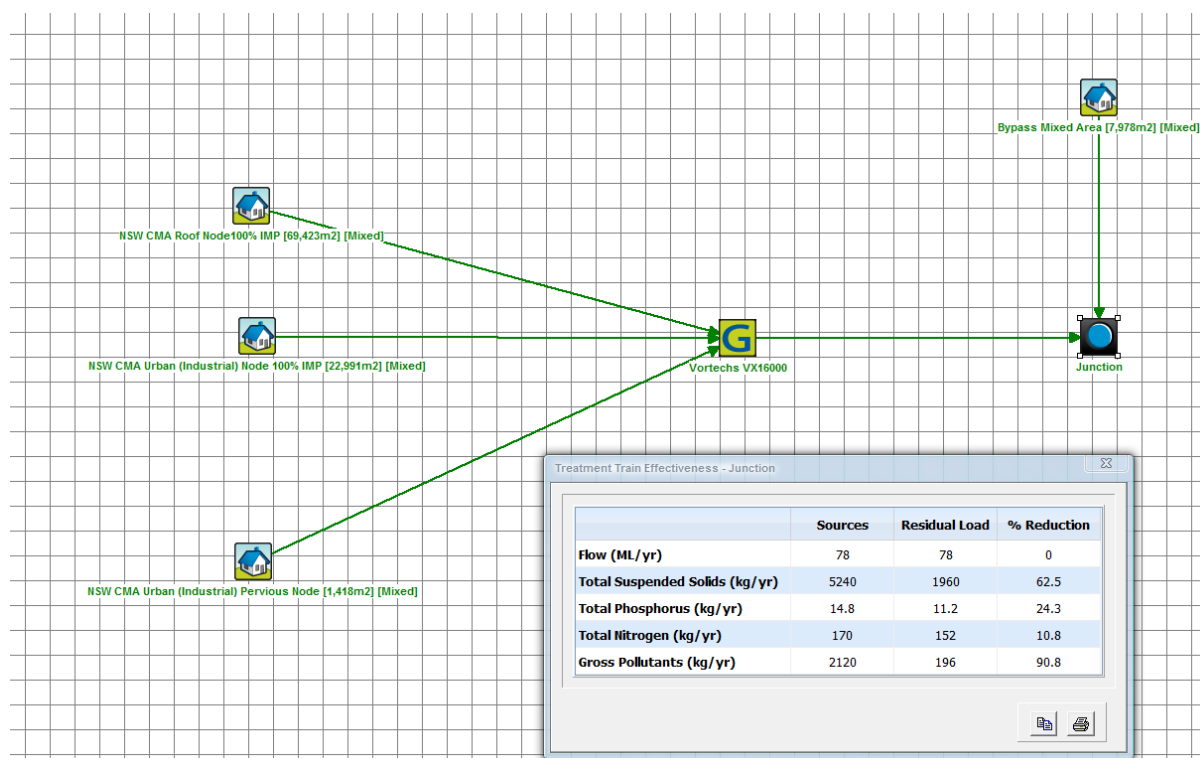 Bypass Mixed Area [7,978m2] [Mixed]
NSW CMA Roof Node100% IMP [69,423m2] [Mixed]
NSW CMA Urban (Industrial) Node 100% IMP [22,991m2] [Mixed]
G
Vortechs VX16000
Junction
NSW CMA Urban (Industrial) Pervious Node [1,418m2] [Mixed]
Treatment Train Effectiveness - Junction
Sources Residual Load % Reduction
Flow (ML/yr) 78 78 0
Total Suspended Solids (kg/yr) 5240 1960 62.5
Total Phosphorus (kg/yr) 14.8 11.2 24.3
Total Nitrogen (kg/yr) 170 152 10.8
Gross Pollutants (kg/yr) 2120 196 90.8